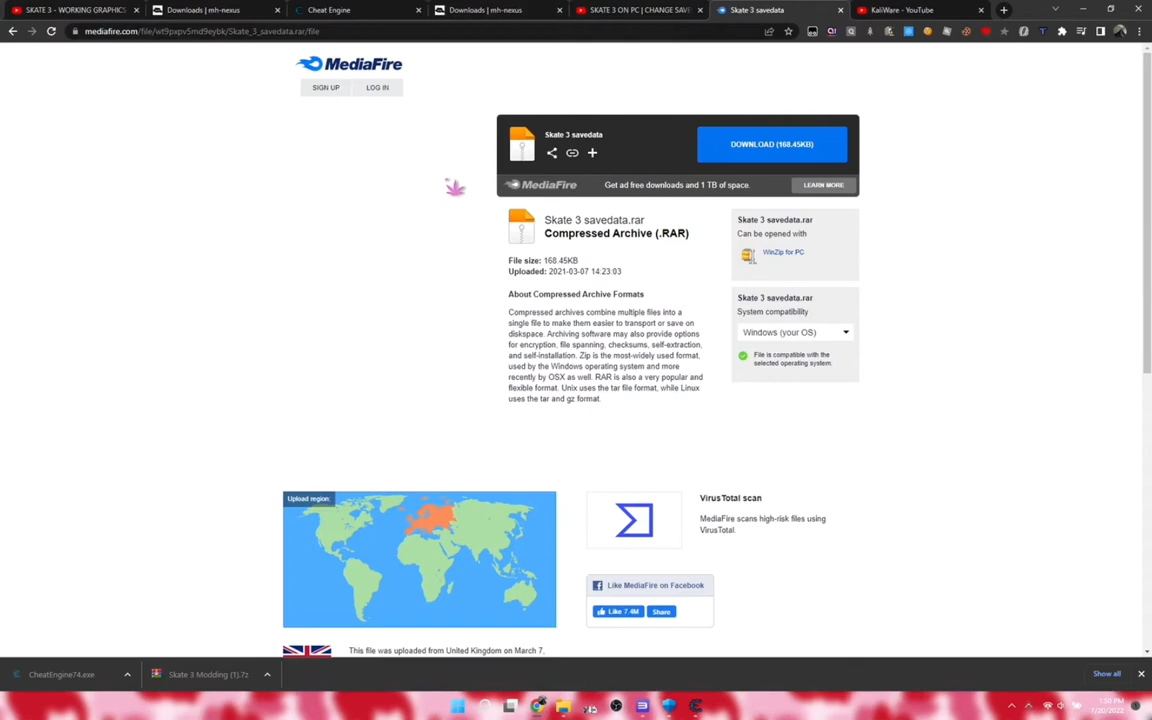 SKATE 3 - WORKING GRAPHICS
Downloads | mh-nexus
Cheat Engine
Downloads | mh-nexus
SKATE 3 ON PC | CHANGE SAVE
Skate 3 savedata
KaliWare - YouTube
mediafire.com/file/wt9pxpv5md9eybk/Skate_3_savedata.rar/file
MediaFire
SIGN UP
LOG IN
Skate 3 savedata
DOWNLOAD (168.45KB)
MediaFire
Get ad free downloads and 1 TB of space.
LEARN MORE
Skate 3 savedata.rar
Compressed Archive (.RAR)
File size: 168.45KB
Uploaded: 2021-03-07 14:23:03
About Compressed Archive Formats
Compressed archives combine multiple files into a
single file to make them easier to transport or save on
diskspace. Archiving software may also provide options
for encryption, file spanning, checksums, self-extraction,
and self-installation. Zip is the most-widely used format,
used by the Windows operating system and more
recently by OSX as well. RAR is also a very popular and
flexible format. Unix uses the tar file format, while Linux
uses the tar and gz format.
Skate 3 savedata.rar
Can be opened with
WinZip for PC
Skate 3 savedata.rar
System compatibility
Windows (your OS)
File is compatible with the
selected operating system.
Upload region:
VirusTotal scan
MediaFire scans high-risk files using
VirusTotal.
Like MediaFire on Facebook
Like 7.4M
Share
This file was uploaded from United Kingdom on March 7,
CheatEngine74.exe
Skate 3 Modding (1).7z
Show all
1:59 PM
7/20/2022